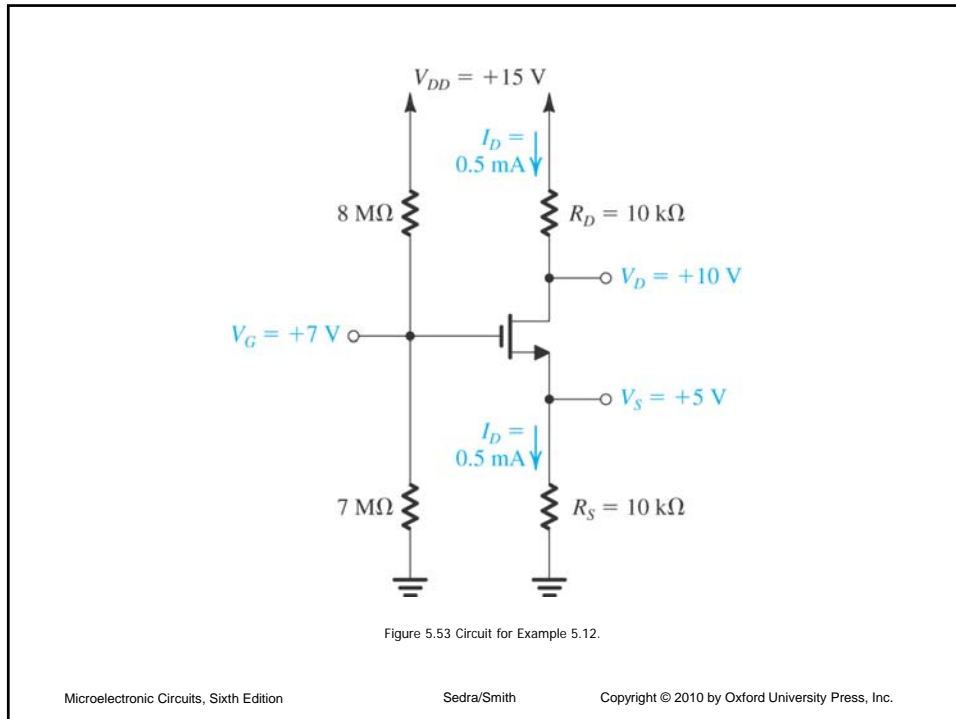 V_DD = +15 V
I_D =
0.5 mA
8 MΩ
R_D = 10 kΩ
V_D = +10 V
V_G = +7 V
V_S = +5 V
I_D =
0.5 mA
7 MΩ
R_S = 10 kΩ
Figure 5.53 Circuit for Example 5.12.
Microelectronic Circuits, Sixth Edition Sedra/Smith Copyright © 2010 by Oxford University Press, Inc.